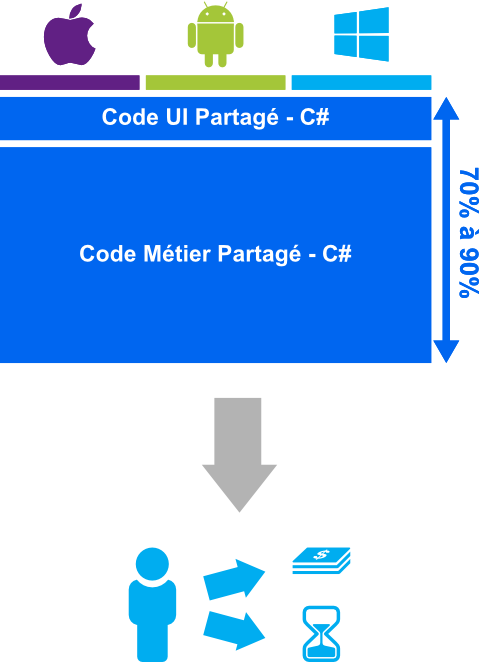 Code UI Partagé - C#
Code Métier Partagé - C#
70% à 90%
$